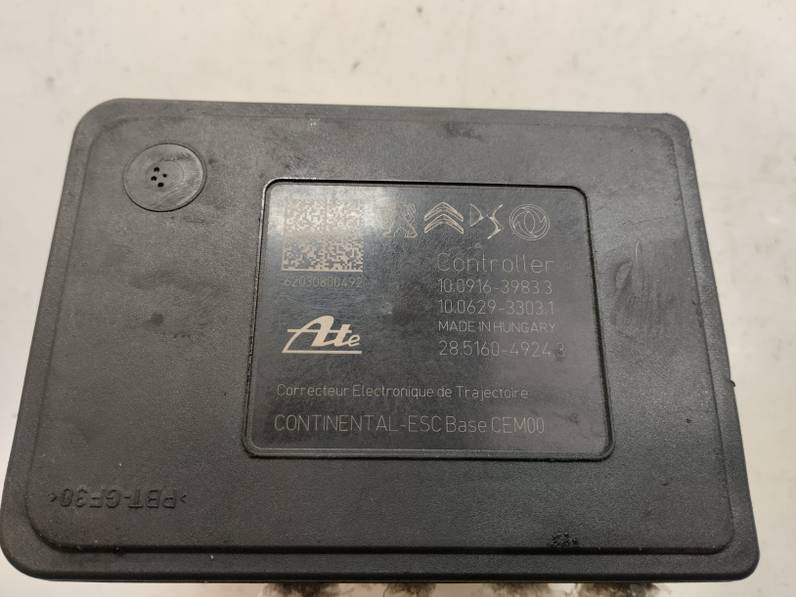 DS
Controller
62030800492
10.0916-3983.3
10.0629-3303.1
MADE IN HUNGARY
Ate
28.5160-4924.3
Correcteur Electronique de Trajectoire
CONTINENTAL-ESC Base CEM00
>PBT-GF30<